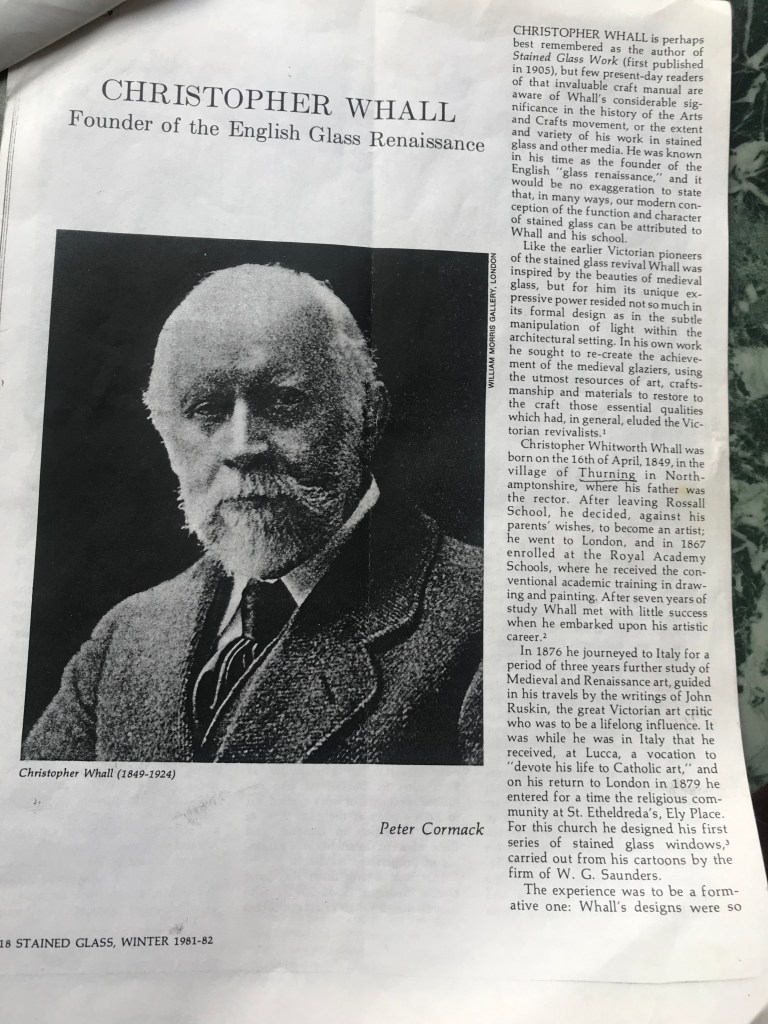 CHRISTOPHER WHALL
Founder of the English Glass Renaissance
WILLIAM MORRIS GALLERY, LONDON
Christopher Whall (1849-1924)
Peter Cormack
18 STAINED GLASS, WINTER 1981-82
CHRISTOPHER WHALL is perhaps
best remembered as the author of
Stained Glass Work (first published
in 1905), but few present-day readers
of that invaluable craft manual are
aware of Whall's considerable sig-
nificance in the history of the Arts
and Crafts movement, or the extent
and variety of his work in stained
glass and other media. He was known
in his time as the founder of the
English "glass renaissance," and it
would be no exaggeration to state
that, in many ways, our modern con-
ception of the function and character
of stained glass can be attributed to
Whall and his school.
Like the earlier Victorian pioneers
of the stained glass revival Whall was
inspired by the beauties of medieval
glass, but for him its unique ex-
pressive power resided not so much in
its formal design as in the subtle
manipulation of light within the
architectural setting. In his own work
he sought to re-create the achieve-
ment of the medieval glaziers, using
the utmost resources of art, crafts-
manship and materials to restore to
the craft those essential qualities
which had, in general, eluded the Vic-
torian revivalists.¹
Christopher Whitworth Whall was
born on the 16th of April, 1849, in the
village of Thurning in North-
amptonshire, where his father was
the rector. After leaving Rossall
School, he decided, against his
parents' wishes, to become an artist;
he went to London, and in 1867
enrolled at the Royal Academy
Schools, where he received the con-
ventional academic training in draw-
ing and painting. After seven years of
study Whall met with little success
when he embarked upon his artistic
career.²
In 1876 he journeyed to Italy for a
period of three years further study of
Medieval and Renaissance art, guided
in his travels by the writings of John
Ruskin, the great Victorian art critic
who was to be a lifelong influence. It
was while he was in Italy that he
received, at Lucca, a vocation to
"devote his life to Catholic art," and
on his return to London in 1879 he
entered for a time the religious com-
munity at St. Etheldreda's, Ely Place.
For this church he designed his first
series of stained glass windows,³
carried out from his cartoons by the
firm of W. G. Saunders.
The experience was to be a form-
ative one: Whall's designs were so